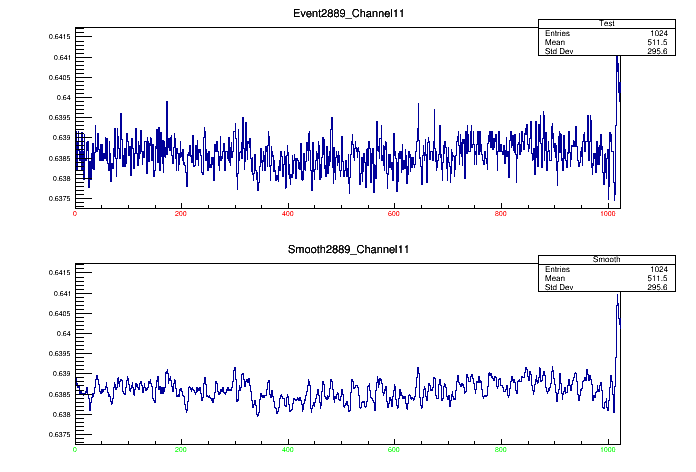 Event2889_Channel11
Test
Entries 1024
Mean 511.5
Std Dev 295.6
0.6415
0.641
0.6405
0.64
0.6395
0.639
0.6385
0.638
0.6375
0 200 400 600 800 1000
Smooth2889_Channel11
Smooth
Entries 1024
Mean 511.5
Std Dev 295.6
0.6415
0.641
0.6405
0.64
0.6395
0.639
0.6385
0.638
0.6375
0 200 400 600 800 1000